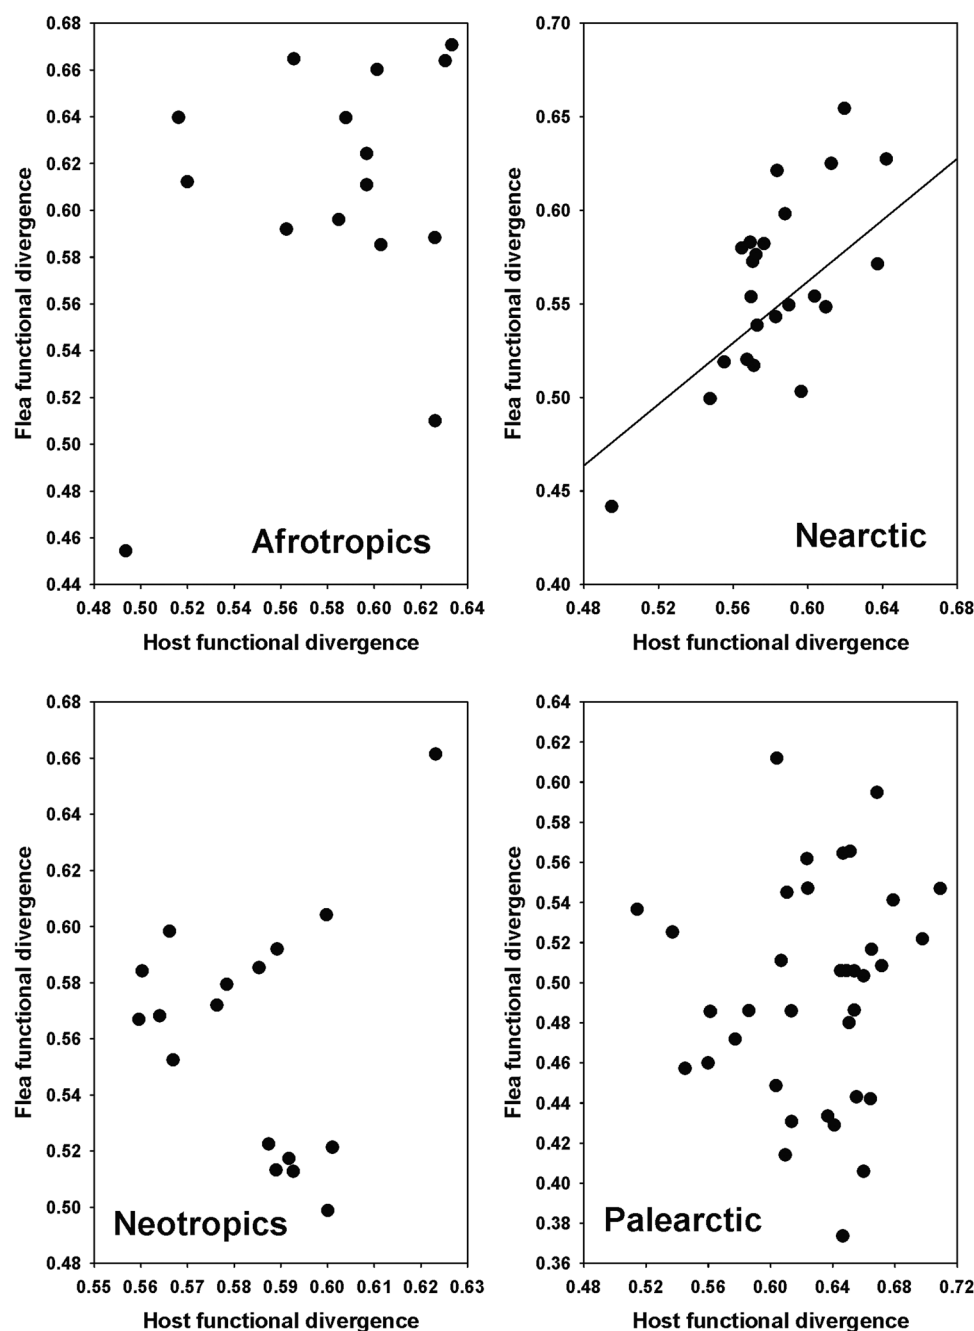 0.68
0.66
0.64
0.62
0.60
0.58
0.56
0.54
0.52
0.50
0.48
0.46
0.44
Flea functional divergence
Afrotropics
0.48 0.50 0.52 0.54 0.56 0.58 0.60 0.62 0.64
Host functional divergence
0.70
0.65
0.60
0.55
0.50
0.45
0.40
Flea functional divergence
Nearctic
0.48 0.52 0.56 0.60 0.64 0.68
Host functional divergence
0.68
0.66
0.64
0.62
0.60
0.58
0.56
0.54
0.52
0.50
0.48
Flea functional divergence
Neotropics
0.55 0.56 0.57 0.58 0.59 0.60 0.61 0.62 0.63
Host functional divergence
0.64
0.62
0.60
0.58
0.56
0.54
0.52
0.50
0.48
0.46
0.44
0.42
0.40
0.38
0.36
Flea functional divergence
Palearctic
0.48 0.52 0.56 0.60 0.64 0.68 0.72
Host functional divergence